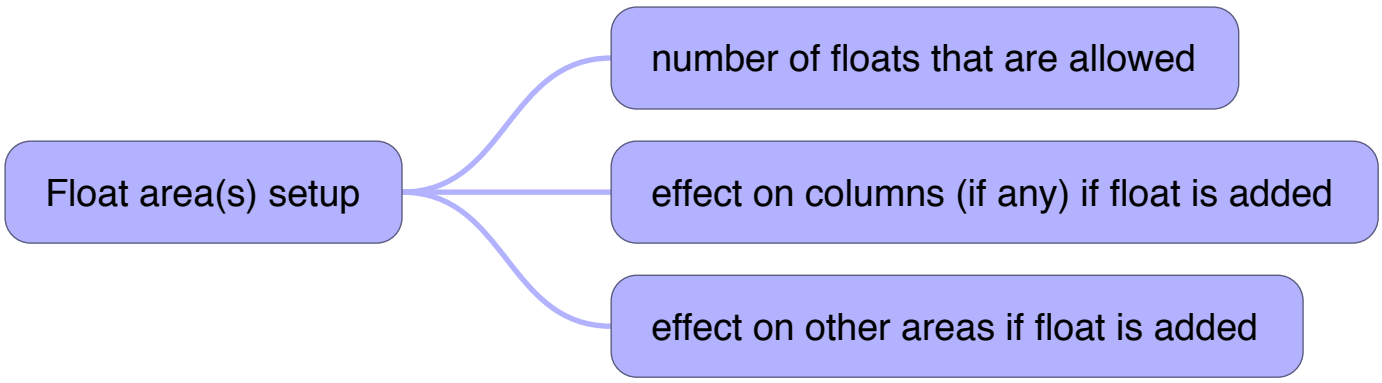 number of floats that are allowed
Float area(s) setup
effect on columns (if any) if float is added
effect on other areas if float is added